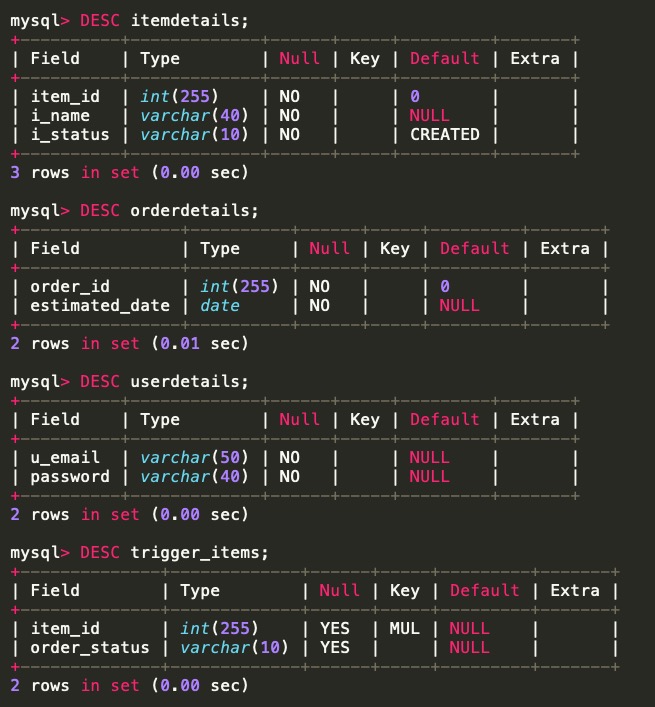 mysql> DESC itemdetails;
+----------+--------------+------+-----+---------+-------+
| Field    | Type         | Null | Key | Default | Extra |
+----------+--------------+------+-----+---------+-------+
| item_id  | int(255)     | NO   |     | 0       |       |
| i_name   | varchar(40)  | NO   |     | NULL    |       |
| i_status | varchar(10)  | NO   |     | CREATED |       |
+----------+--------------+------+-----+---------+-------+
3 rows in set (0.00 sec)
mysql> DESC orderdetails;
+----------------+----------+------+-----+---------+-------+
| Field          | Type     | Null | Key | Default | Extra |
+----------------+----------+------+-----+---------+-------+
| order_id       | int(255) | NO   |     | 0       |       |
| estimated_date | date     | NO   |     | NULL    |       |
+----------------+----------+------+-----+---------+-------+
2 rows in set (0.01 sec)
mysql> DESC userdetails;
+----------+-------------+------+-----+---------+-------+
| Field    | Type        | Null | Key | Default | Extra |
+----------+-------------+------+-----+---------+-------+
| u_email  | varchar(50) | NO   |     | NULL    |       |
| password | varchar(40) | NO   |     | NULL    |       |
+----------+-------------+------+-----+---------+-------+
2 rows in set (0.00 sec)
mysql> DESC trigger_items;
+--------------+-------------+------+-----+---------+-------+
| Field        | Type        | Null | Key | Default | Extra |
+--------------+-------------+------+-----+---------+-------+
| item_id      | int(255)    | YES  | MUL | NULL    |       |
| order_status | varchar(10) | YES  |     | NULL    |       |
+--------------+-------------+------+-----+---------+-------+
2 rows in set (0.00 sec)